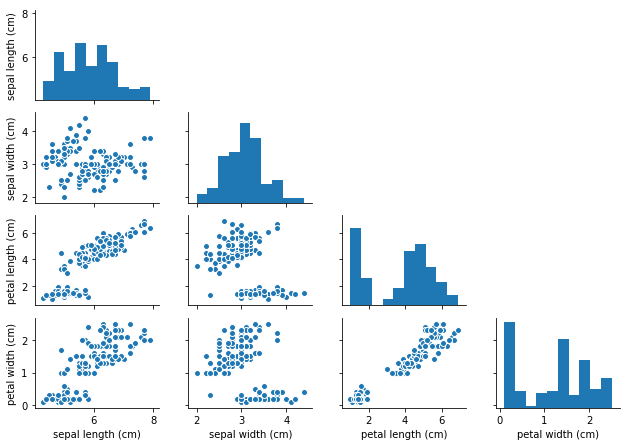 8
6
sepal length (cm)
4
2
sepal width (cm)
6
4
2
petal length (cm)
2
1
0
petal width (cm)
6 8
2 3 4
2 4 6
0 1 2
sepal length (cm) sepal width (cm) petal length (cm) petal width (cm)